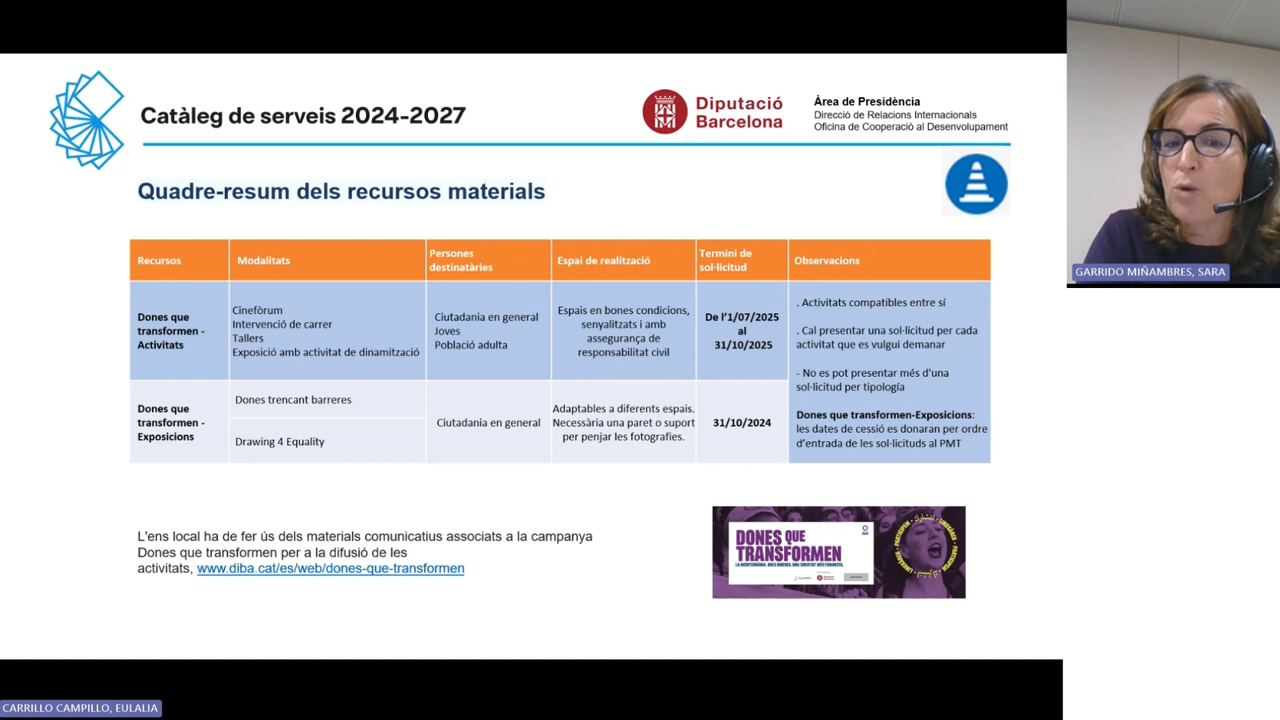 Catàleg de serveis 2024-2027
Diputació
Barcelona
Àrea de Presidència
Direcció de Relacions Internacionals
Oficina de Cooperació al Desenvolupament
Quadre-resum dels recursos materials
Recursos
Modalitats
Persones
destinatàries
Espai de realització
Termini de
sol·licitud
Observacions
Dones que
transformen -
Activitats
Cinefòrum
Intervenció de carrer
Tallers
Exposició amb activitat de dinamització
Ciutadania en general
Joves
Població adulta
Espais en bones condicions,
senyalitzats i amb
assegurança de
responsabilitat civil
De l'1/07/2025
al
31/10/2025
. Activitats compatibles entre sí
. Cal presentar una sol·licitud per cada
activitat que es vulgui demanar
- No es pot presentar més d'una
sol·licitud per tipología
Dones que transformen-Exposicions:
les dates de cessió es donaran per ordre
d'entrada de les sol·licituds al PMT
Dones que
transformen -
Exposicions
Dones trencant barreres
Drawing 4 Equality
Ciutadania en general
Adaptables a diferents espais.
Necessària una paret o suport
per penjar les fotografies.
31/10/2024
L'ens local ha de fer ús dels materials comunicatius associats a la campanya
Dones que transformen per a la difusió de les
activitats, www.diba.cat/es/web/dones-que-transformen
DONES QUE
TRANSFORMEN
LA MEDITERRÀNIA. DUES RIBERES, UNA SOCIETAT MÉS FEMINISTA.
GARRIDO MIÑAMBRES, SARA
CARRILLO CAMPILLO, EULALIA